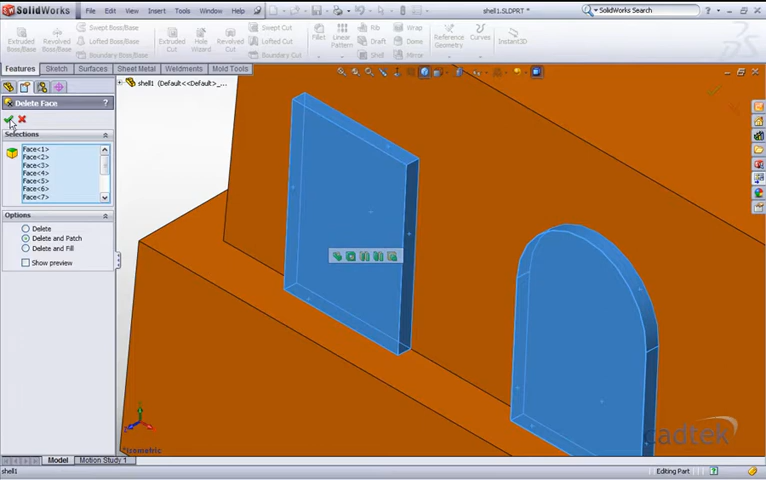 SolidWorks File Edit View Insert Tools Window Help shell1.SLDPRT * SolidWorks Search
Extruded Boss/Base Revolved Boss/Base Swept Boss/Base Lofted Boss/Base Boundary Boss/Base Extruded Cut Hole Wizard Revolved Cut Swept Cut Lofted Cut Boundary Cut Fillet Linear Pattern Rib Draft Shell Wrap Dome Mirror Reference Geometry Curves Instant3D
Features Sketch Surfaces Sheet Metal Weldments Mold Tools
shell1 (Default<<Default>_...
Delete Face ?
Selections
Face<1>
Face<2>
Face<3>
Face<4>
Face<5>
Face<6>
Face<7>
Options
Delete
Delete and Patch
Delete and Fill
Show preview
*Isometric
cadtek
Model Motion Study 1
shell1 Editing Part